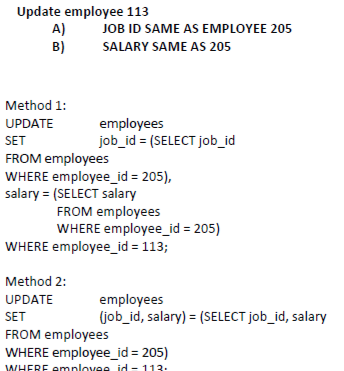 Update employee 113
A) JOB ID SAME AS EMPLOYEE 205
B) SALARY SAME AS 205
Method 1:
UPDATE employees
SET job_id = (SELECT job_id
FROM employees
WHERE employee_id = 205),
salary = (SELECT salary
FROM employees
WHERE employee_id = 205)
WHERE employee_id = 113;
Method 2:
UPDATE employees
SET (job_id, salary) = (SELECT job_id, salary
FROM employees
WHERE employee_id = 205)
WHERE employee_id = 113;